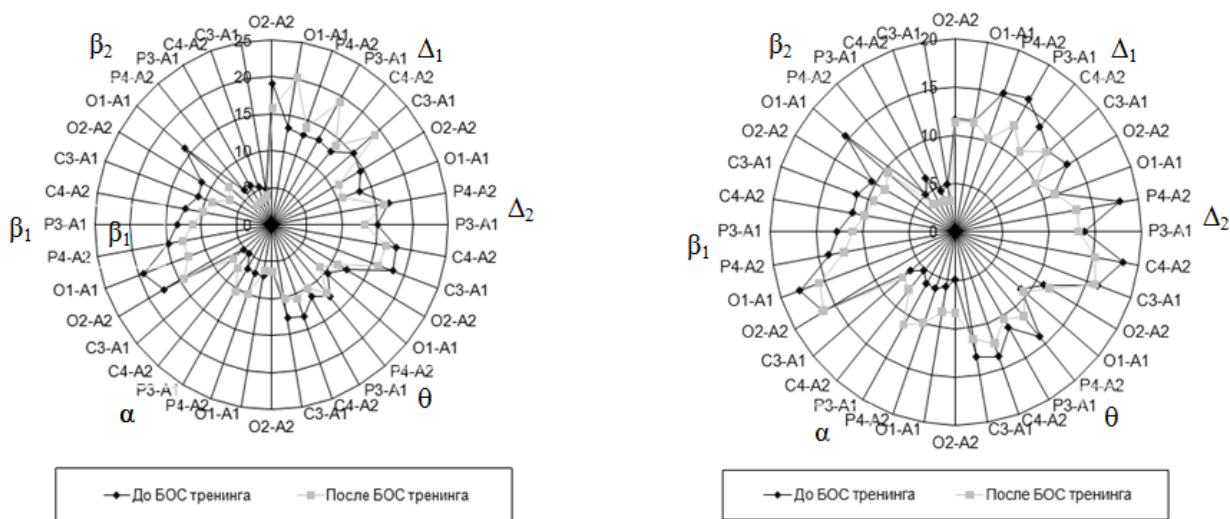 O2-A2
O1-A1
P4-A2
P3-A1
C4-A2
C3-A1
O2-A2
O1-A1
P4-A2
P3-A1
C4-A2
C3-A1
O2-A2
O1-A1
P4-A2
P3-A1
C4-A2
C3-A1
O2-A2
O1-A1
P4-A2
P3-A1
C4-A2
C3-A1
O2-A2
O1-A1
P4-A2
P3-A1
C4-A2
C3-A1
O2-A2
O1-A1
P4-A2
P3-A1
C4-A2
C3-A1
25
20
15
10
5
0
Δ1
Δ2
θ
α
β1
β1
β2
До БОС тренинга
После БОС тренинга
O2-A2
O1-A1
P4-A2
P3-A1
C4-A2
C3-A1
O2-A2
O1-A1
P4-A2
P3-A1
C4-A2
C3-A1
O2-A2
O1-A1
P4-A2
P3-A1
C4-A2
C3-A1
O2-A2
O1-A1
P4-A2
P3-A1
C4-A2
C3-A1
O2-A2
O1-A1
P4-A2
P3-A1
C4-A2
C3-A1
O2-A2
O1-A1
P4-A2
P3-A1
C4-A2
C3-A1
20
15
10
5
0
Δ1
Δ2
θ
α
β1
β2
До БОС тренинга
После БОС тренинга